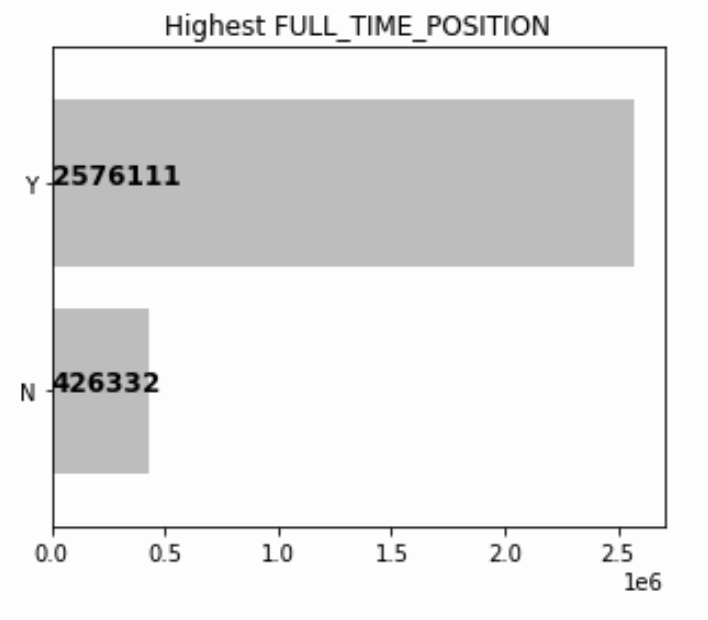 Highest FULL_TIME_POSITION
Y
2576111
N
426332
0.0 0.5 1.0 1.5 2.0 2.5
1e6